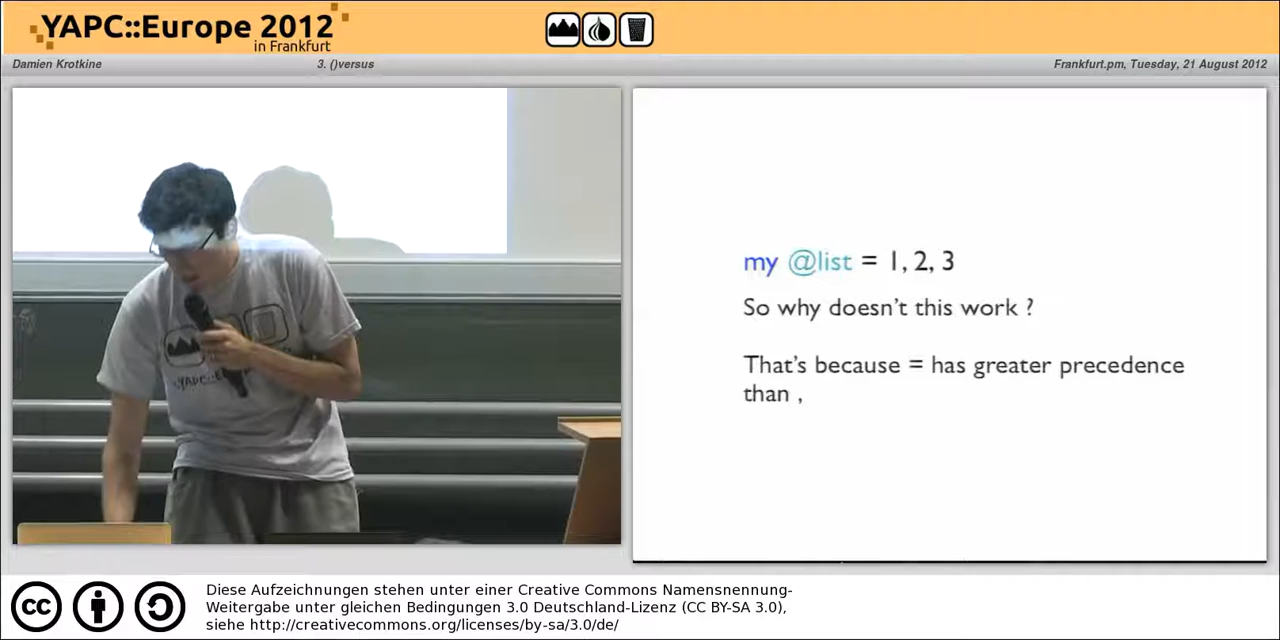 YAPC::Europe 2012
in Frankfurt
Damien Krotkine
3. ()versus
Frankfurt.pm, Tuesday, 21 August 2012
my @list = 1, 2, 3
So why doesn't this work ?
That's because = has greater precedence
than ,
cc
Diese Aufzeichnungen stehen unter einer Creative Commons Namensnennung-
Weitergabe unter gleichen Bedingungen 3.0 Deutschland-Lizenz (CC BY-SA 3.0),
siehe http://creativecommons.org/licenses/by-sa/3.0/de/